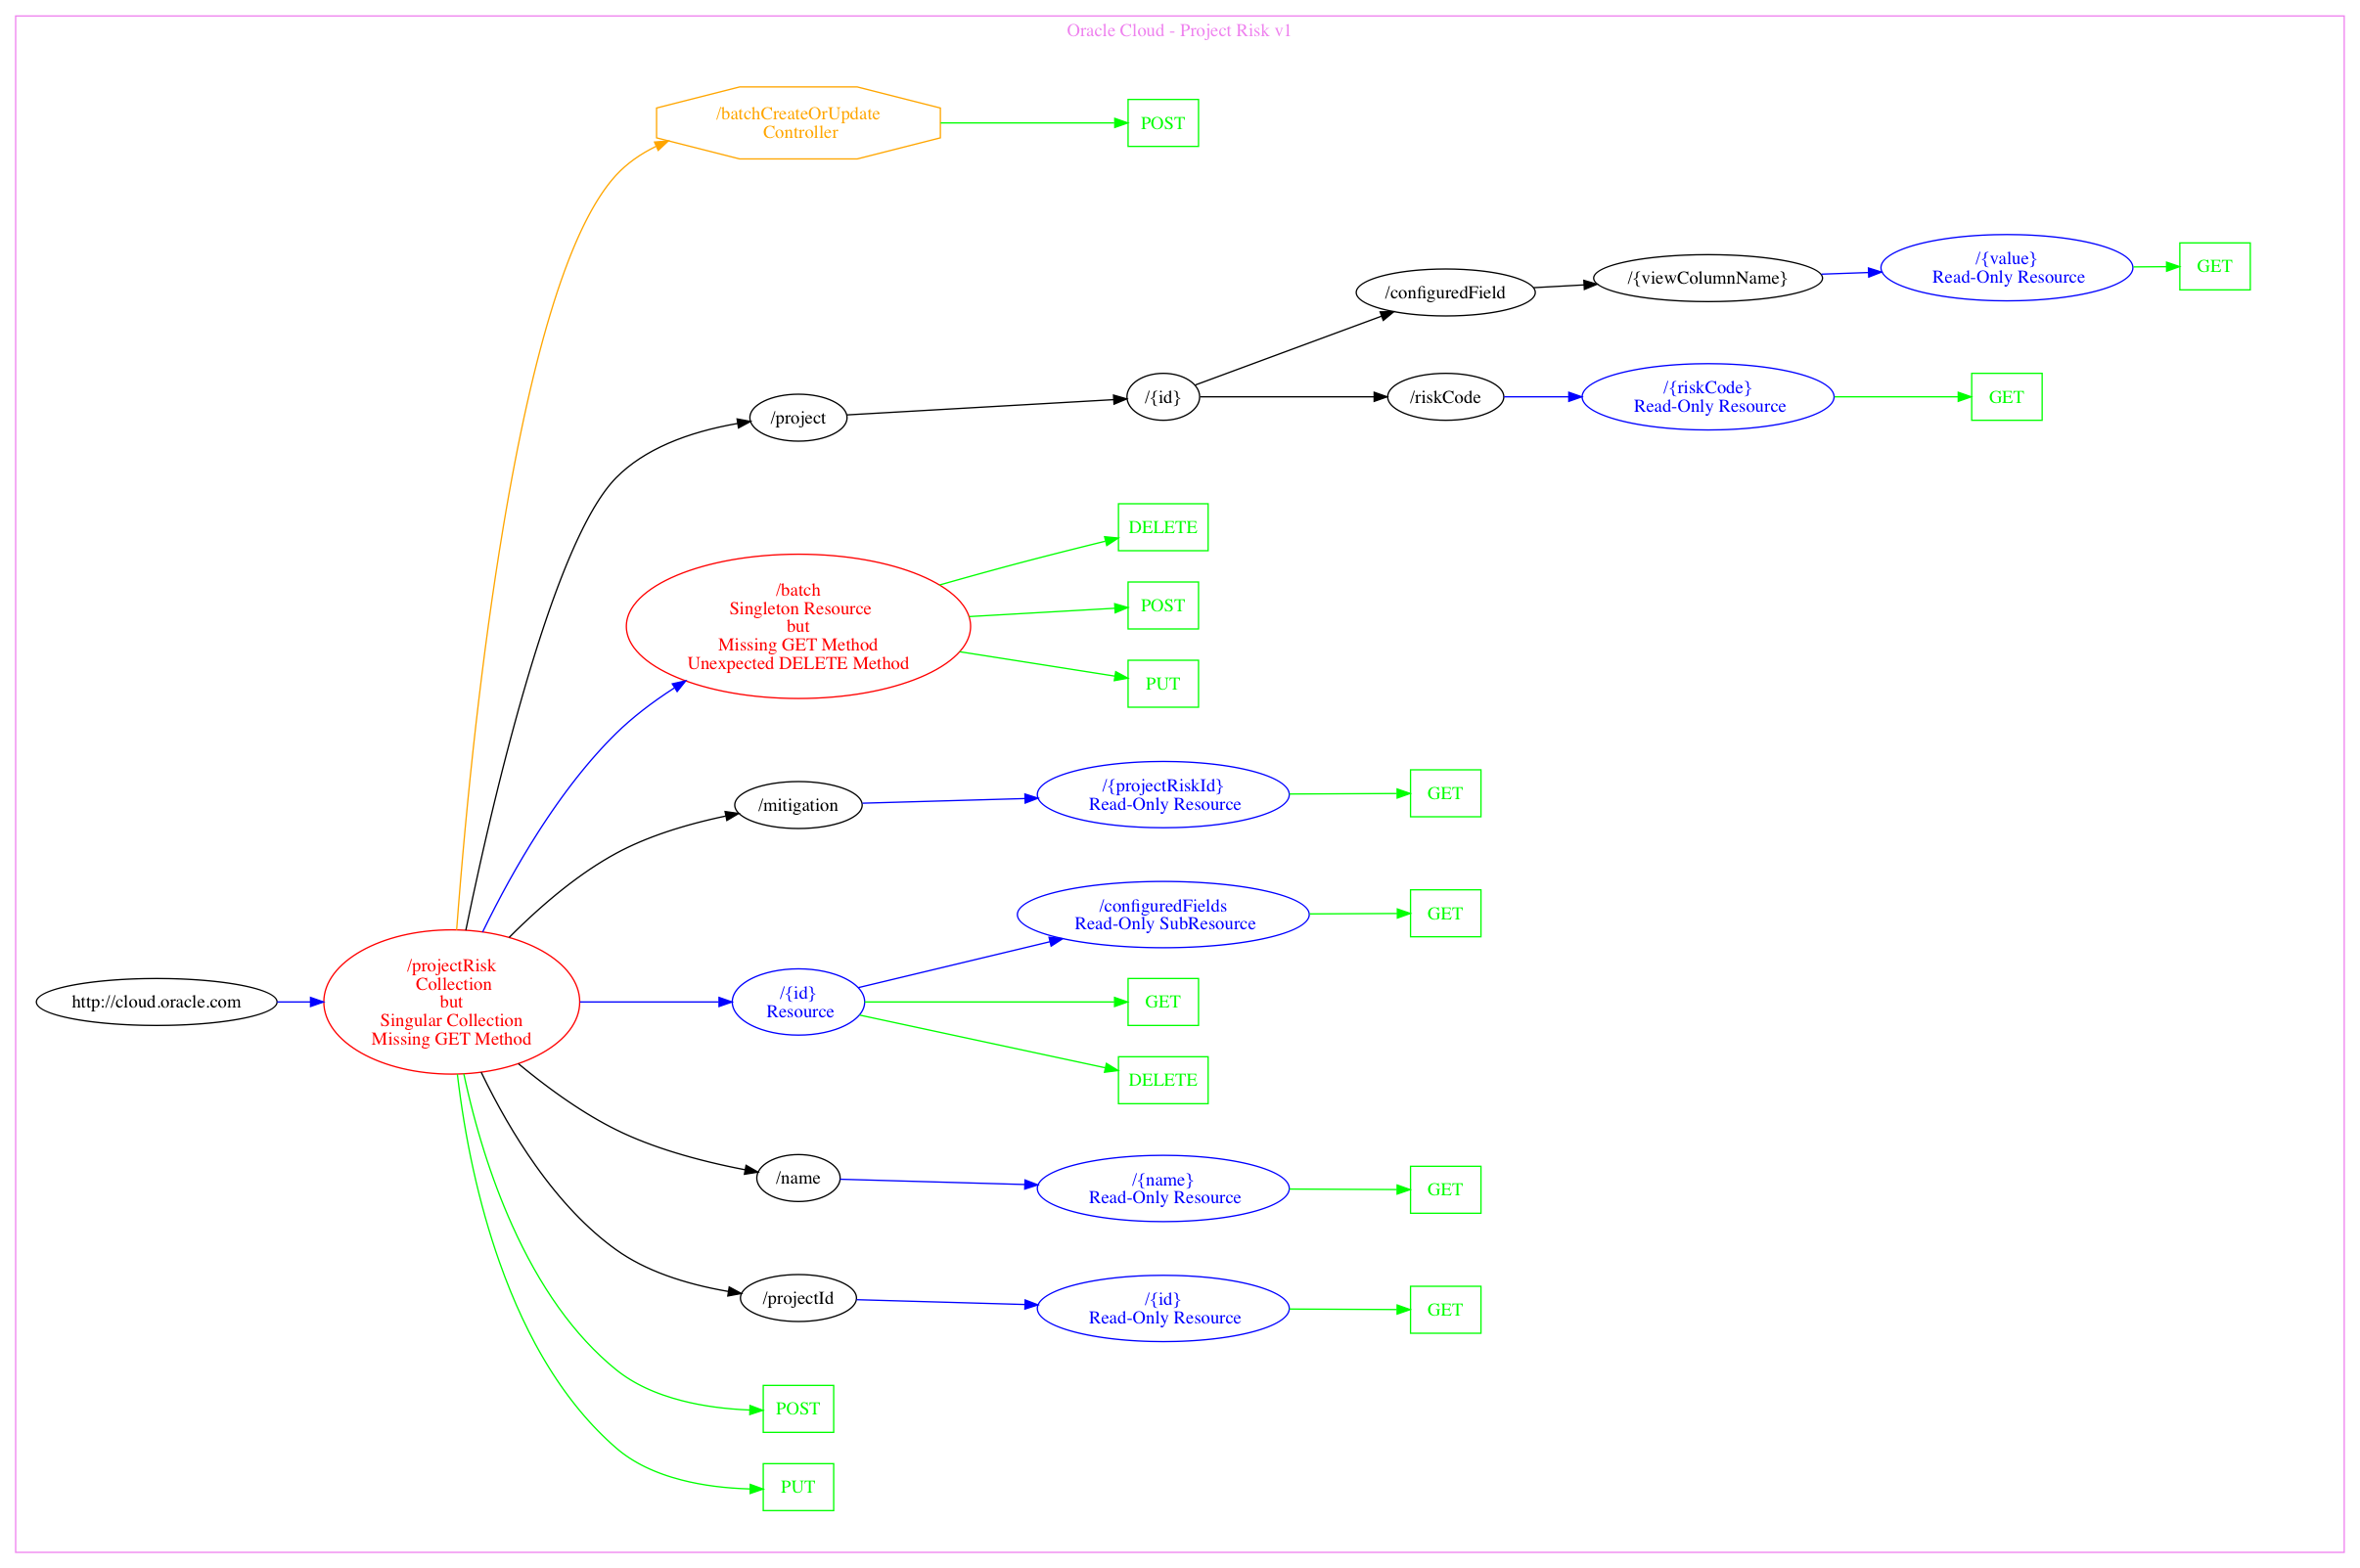 Oracle Cloud - Project Risk v1
/batchCreateOrUpdate
Controller
POST
/project
/{id}
/configuredField
/{viewColumnName}
/{value}
Read-Only Resource
GET
/riskCode
/{riskCode}
Read-Only Resource
GET
/batch
Singleton Resource
but
Missing GET Method
Unexpected DELETE Method
DELETE
POST
PUT
/mitigation
/{projectRiskId}
Read-Only Resource
GET
http://cloud.oracle.com
/projectRisk
Collection
but
Singular Collection
Missing GET Method
/{id}
Resource
/configuredFields
Read-Only SubResource
GET
GET
DELETE
/name
/{name}
Read-Only Resource
GET
/projectId
/{id}
Read-Only Resource
GET
POST
PUT